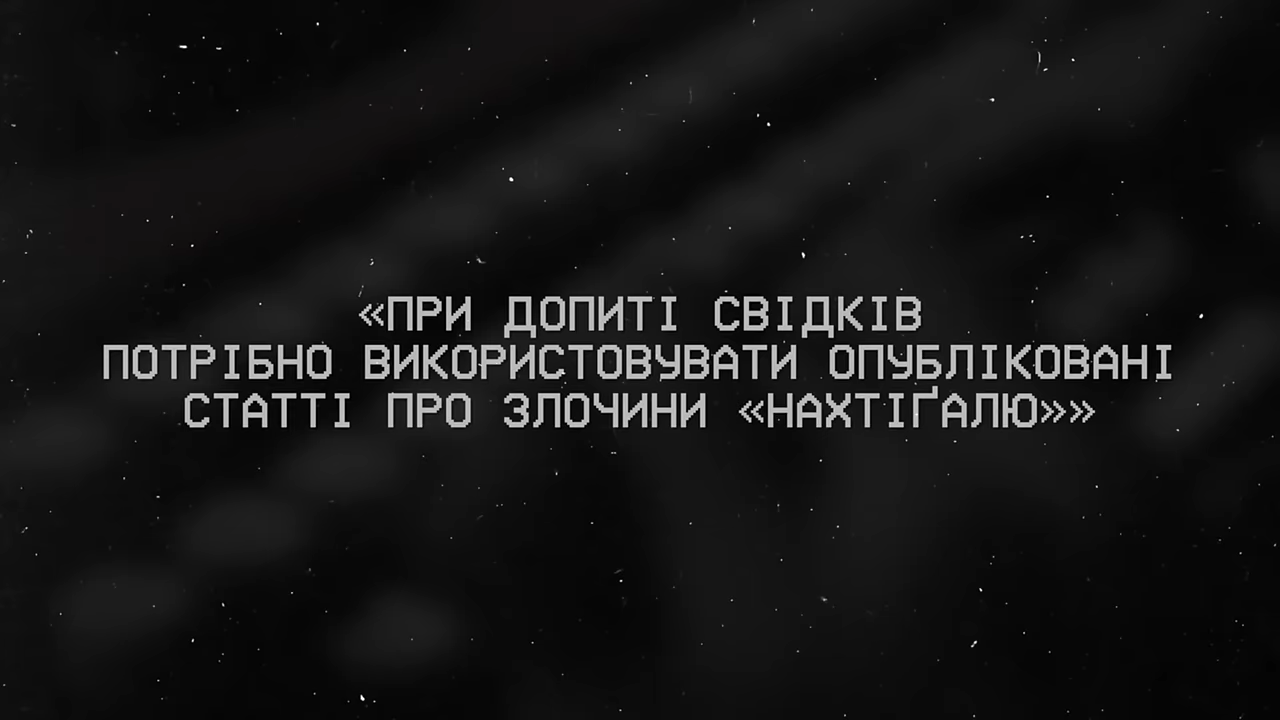 «ПРИ ДОПИТІ СВІДКІВ
ПОТРІБНО ВИКОРИСТОВУВАТИ ОПУБЛІКОВАНІ
СТАТТІ ПРО ЗЛОЧИНИ «НАХТІҐАЛЮ»»